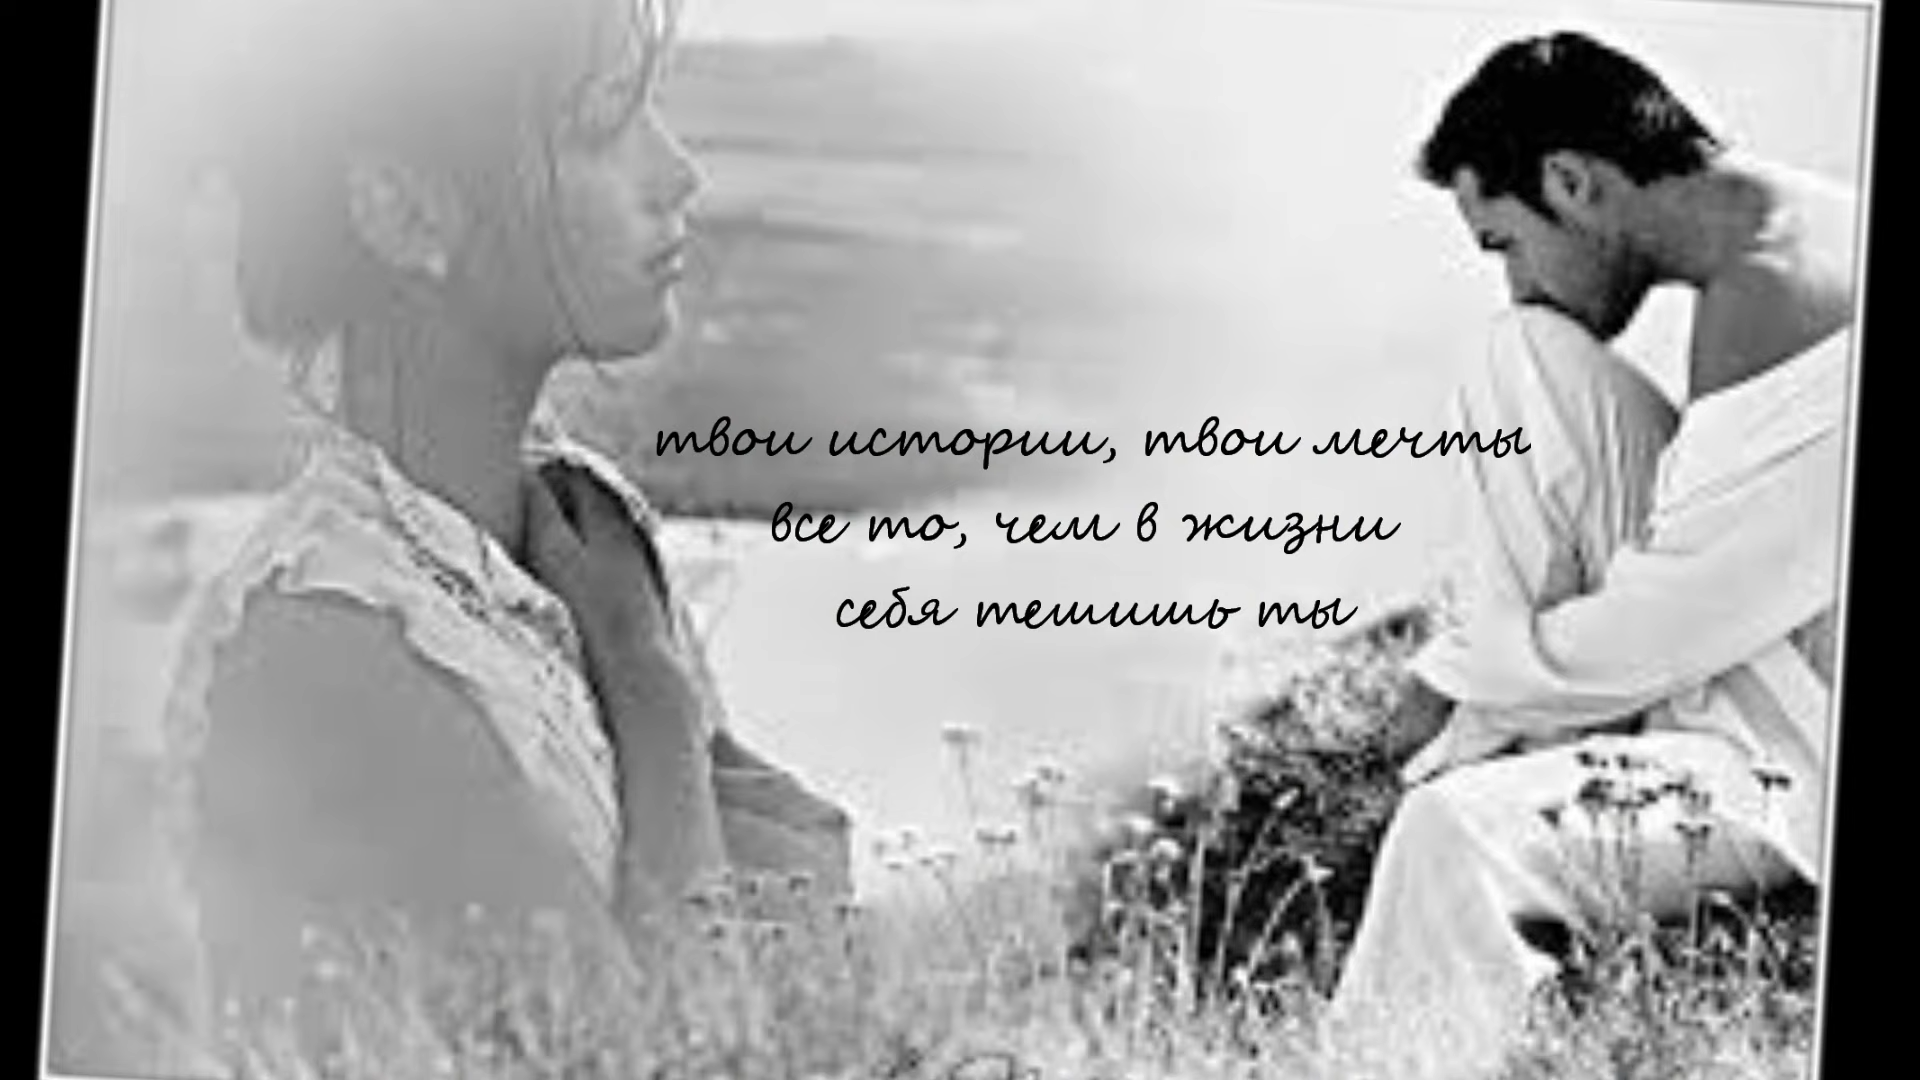 твои истории, твои мечты
все то, чем в жизни
себя тешишь ты